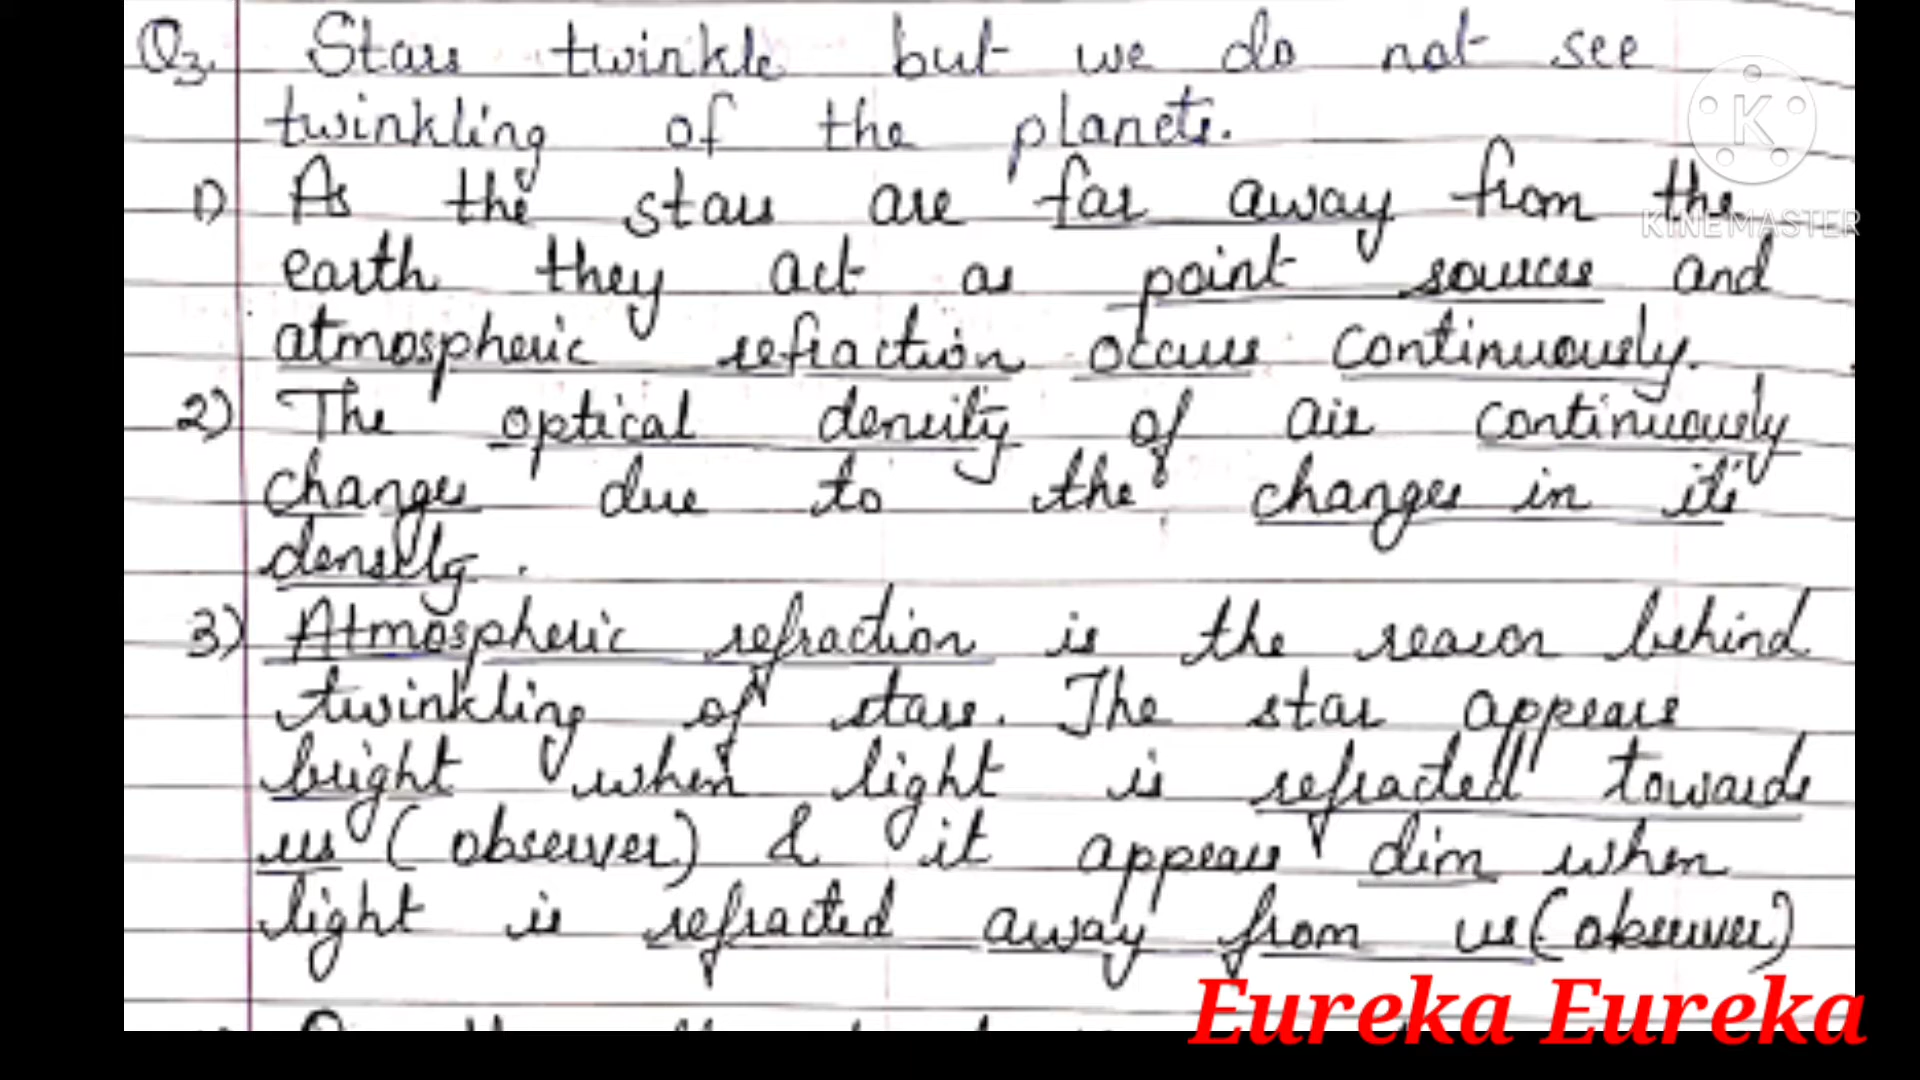 Q3. Stars twinkle but we do not see
twinkling of the planets.
1) As the stars are far away from the
earth they act as point sources and
atmospheric refraction occurs continuously.
2) The optical density of air continuously
changes due to the changes in its
density.
3) Atmospheric refraction is the reason behind
twinkling of stars. The star appears
bright when light is refracted towards
us (observer) & it appears dim when
light is refracted away from us (observer)
K
KINEMASTER
Eureka Eureka